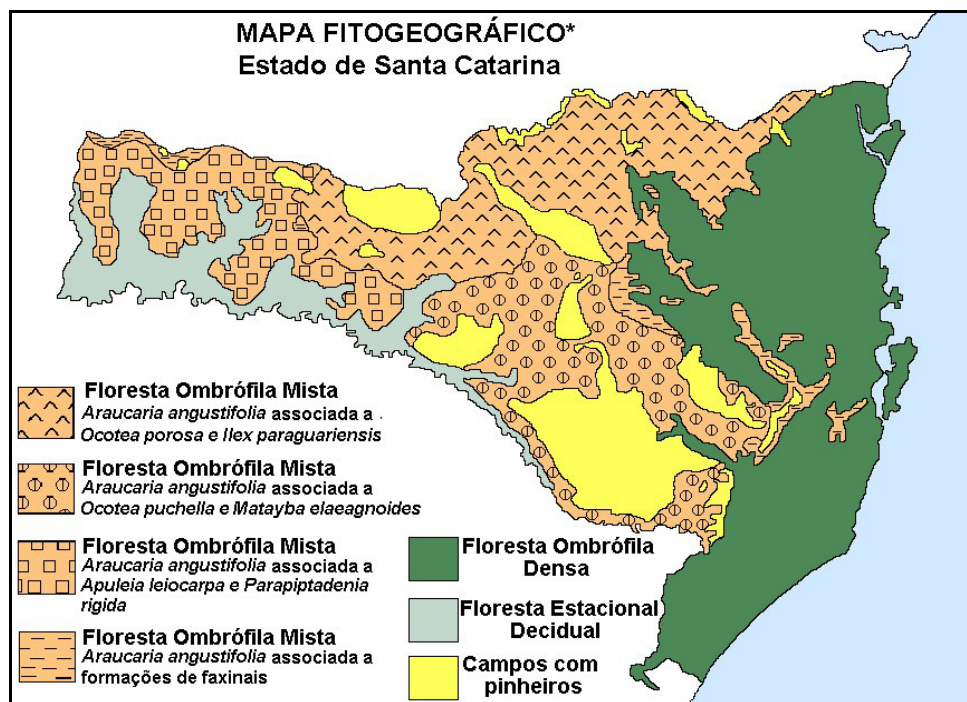 MAPA FITOGEOGRÁFICO*
Estado de Santa Catarina
Floresta Ombrófila Mista
Araucaria angustifolia associada a .
Ocotea porosa e Ilex paraguariensis
Floresta Ombrófila Mista
Araucaria angustifolia associada a
Ocotea puchella e Matayba elaeagnoides
Floresta Ombrófila Mista
Araucaria angustifolia associada a
Apuleia leiocarpa e Parapiptadenia
rigida
Floresta Ombrófila Mista
Araucaria angustifolia associada a
formações de faxinais
Floresta Ombrófila
Densa
Floresta Estacional
Decidual
Campos com
pinheiros